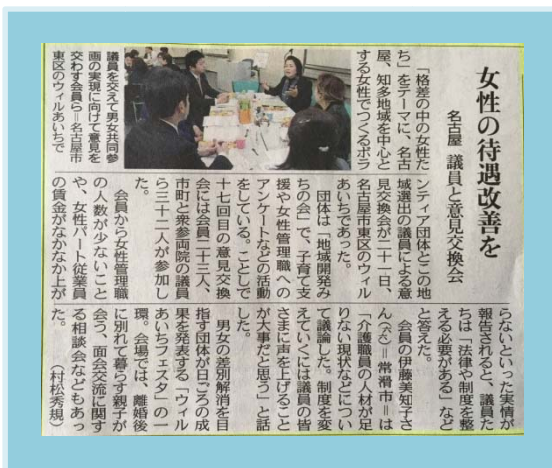 女性の待遇改善を
名古屋 議員と意見交換会
「格差の中の女性た
ち」をテーマに、名古
屋、知多地域を中心と
する女性でつくるボラ
ンティア団体とこの地
域選出の議員による意
見交換会が二十一日、
名古屋市東区のウィル
あいちであった。
団体は「地域開発み
ちの会」で、子育て支
援や女性管理職への
アンケートなどの活動
をしている。ことしで
十七回目の意見交換
会には会員二十三人、
市町と衆参両院の議員
ら三十二人が参加し
た。
会員から女性管理職
の人数が少ないこと
や、女性パート従業員
の賃金がなかなか上が
らないといった実情が
報告されると、議員た
ちは「法律や制度を整
える必要がある」など
と答えた。
会員の伊藤美知子さ
ん＝常滑市＝は
「介護職員の人材が足
りない現状などについ
て議論した。制度を変
えていくには議員の皆
さまに声を上げること
が大事だと思う」と話
した。
男女の差別解消を目
指す団体が日ごろの成
果を発表する「ウィル
あいちフェスタ」の一
環。会場では、離婚後
に別れて暮らす親子が
会う、面会交流に関す
る相談会などもあっ
た。
（村松秀規）
議員を交えて男女共同参
画の実現に向けて意見を
交わす会員ら＝名古屋市
東区のウィルあいちで